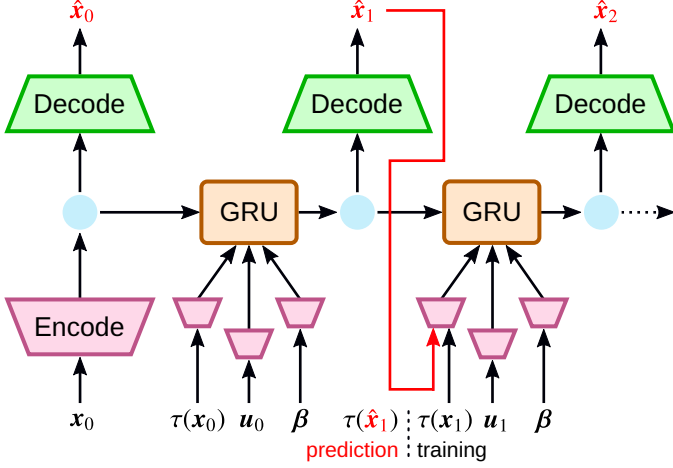 x̂₀ x̂₁ x̂₂
Decode Decode Decode
GRU GRU
Encode
x₀ τ(x₀) u₀ β τ(x̂₁) τ(x₁) u₁ β
prediction training